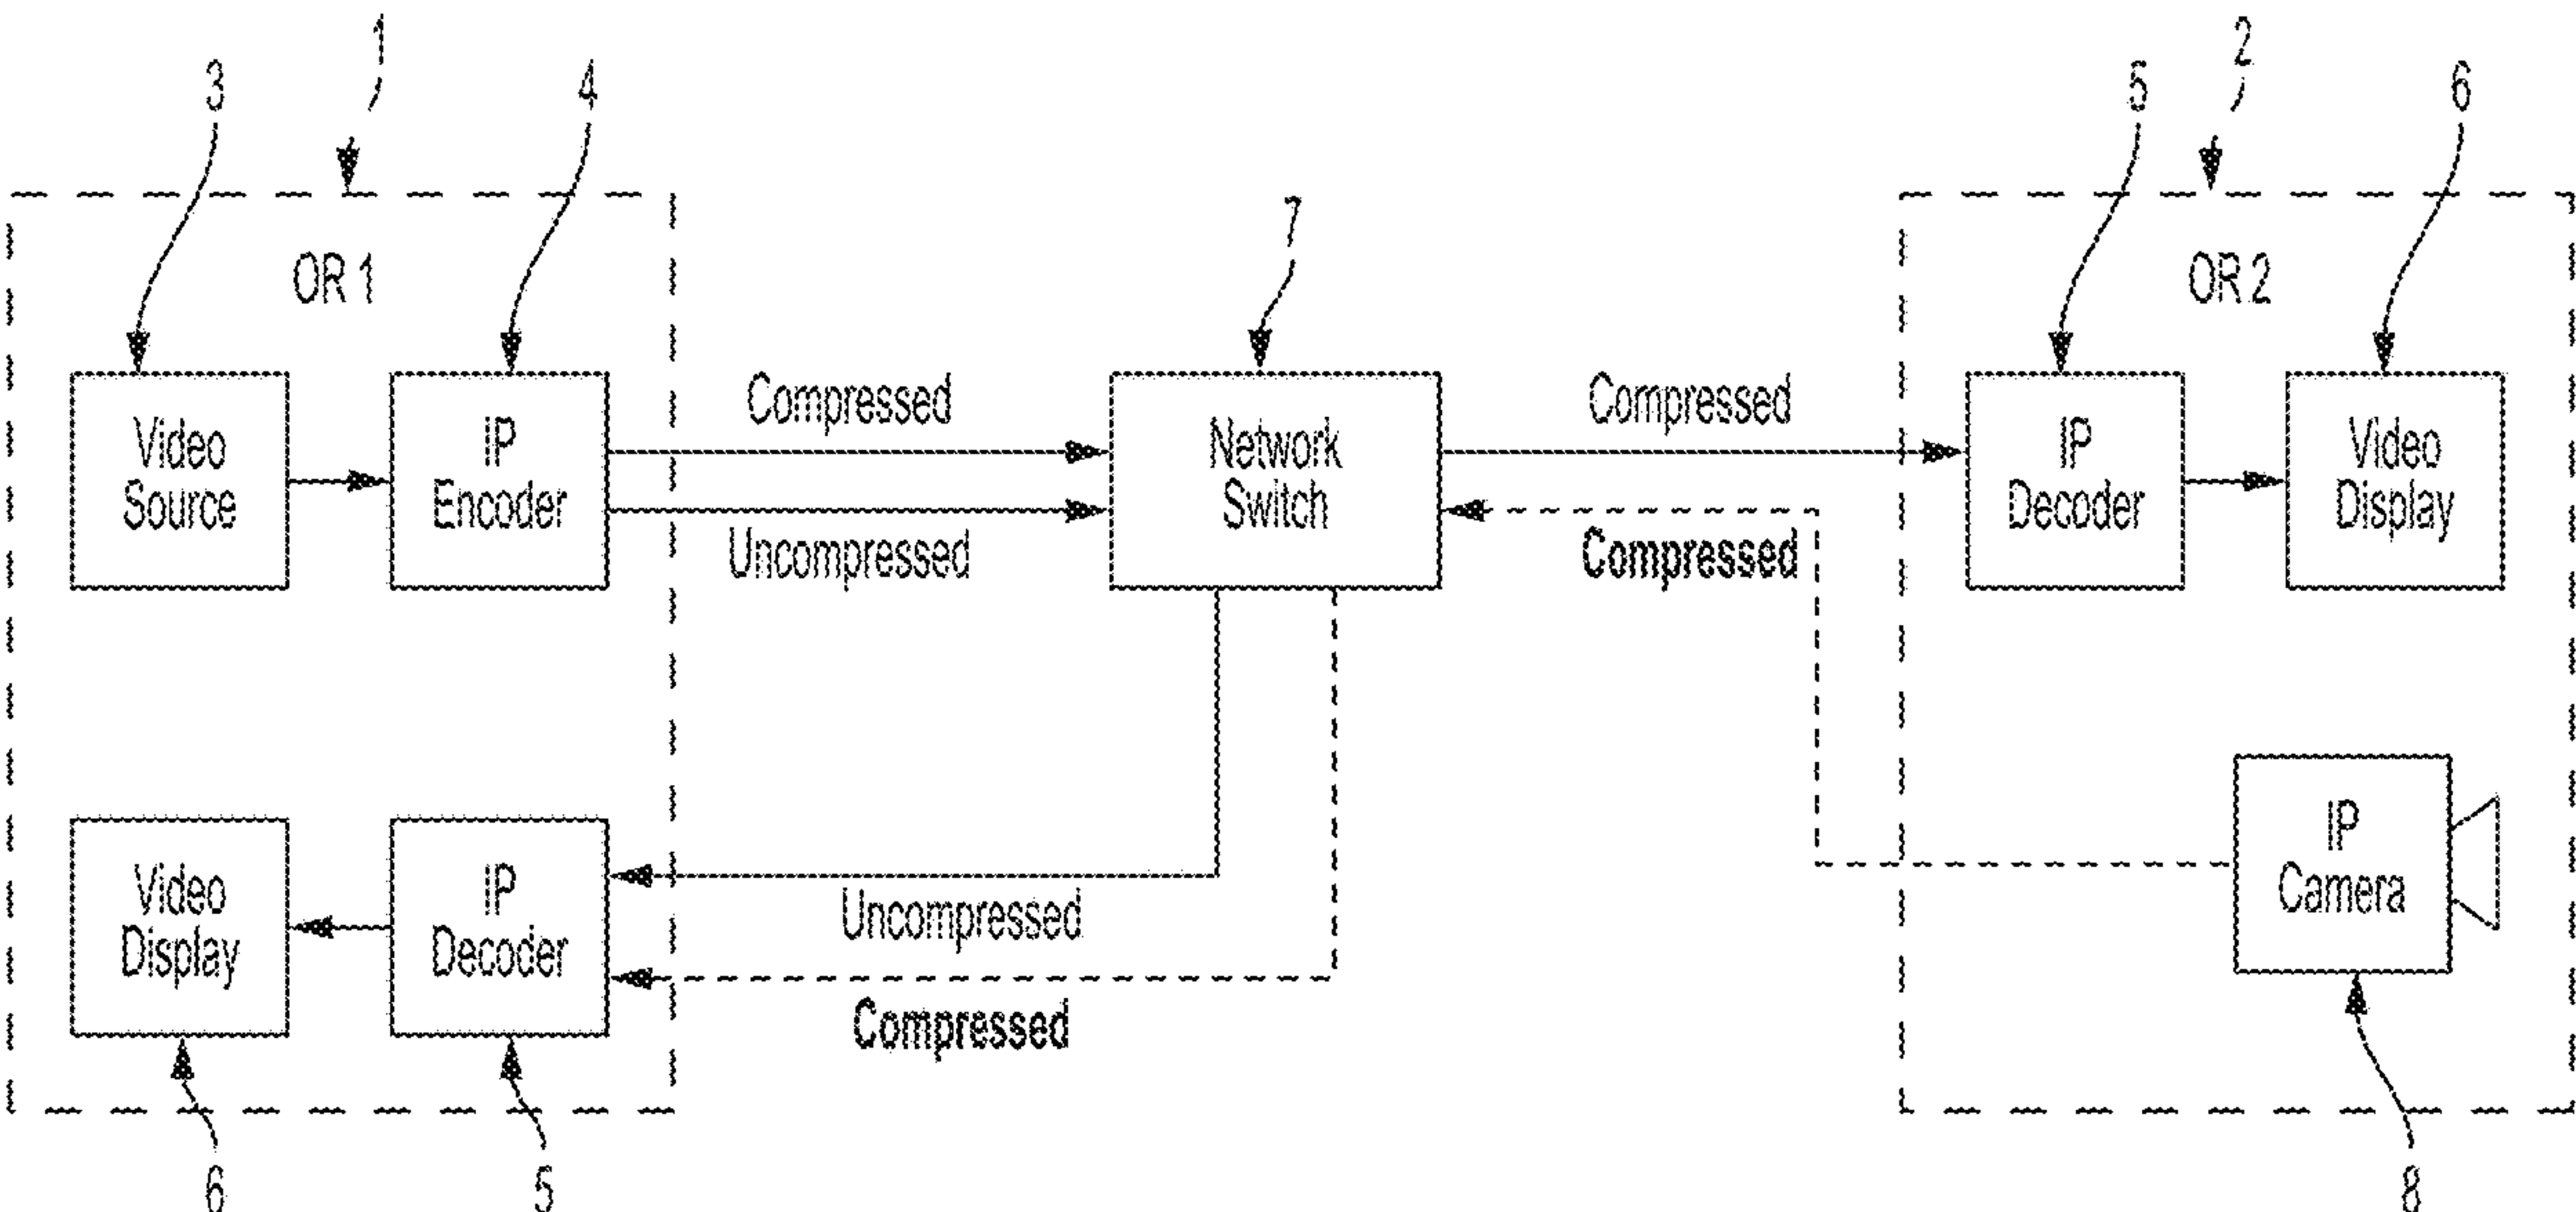 1
2
3
4
5
6
7
OR 1
OR 2
Video
Source
IP
Encoder
Compressed
Uncompressed
Network
Switch
Compressed
Compressed
IP
Decoder
Video
Display
Video
Display
IP
Decoder
Uncompressed
Compressed
IP
Camera
6
5
8